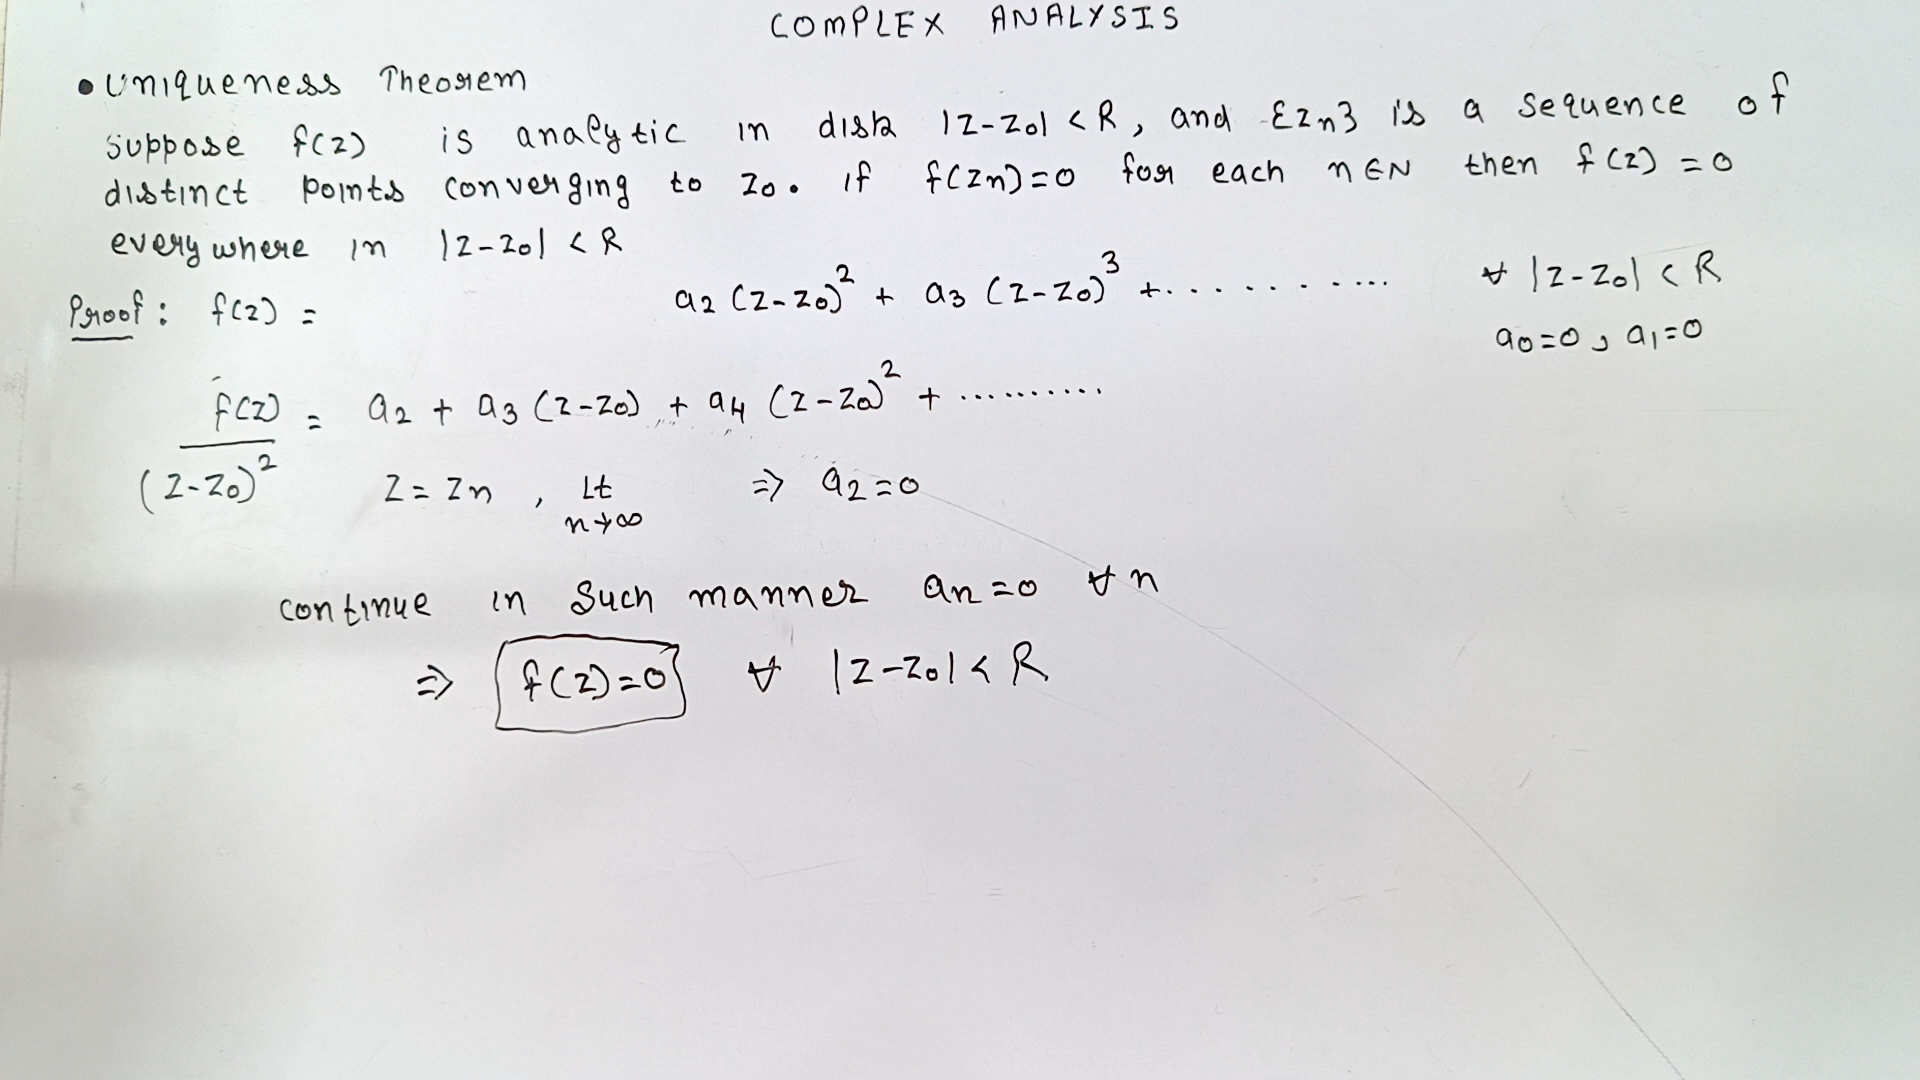 COMPLEX ANALYSIS
• Uniqueness Theorem
suppose f(z) is analytic in disk |z-z₀| < R, and {zn} is a sequence of
distinct points converging to z₀. if f(zn)=0 for each n∈N then f(z) = 0
everywhere in |z-z₀| < R
Proof : f(z) = a₂(z-z₀)² + a₃(z-z₀)³ + ........... ∀ |z-z₀| < R
a₀=0, a₁=0
f(z)/(z-z₀)² = a₂ + a₃(z-z₀) + a₄(z-z₀)² + ..........
z = zn, Lt n→∞ ⇒ a₂=0
continue in such manner an=0 ∀ n
⇒ f(z)=0 ∀ |z-z₀| < R